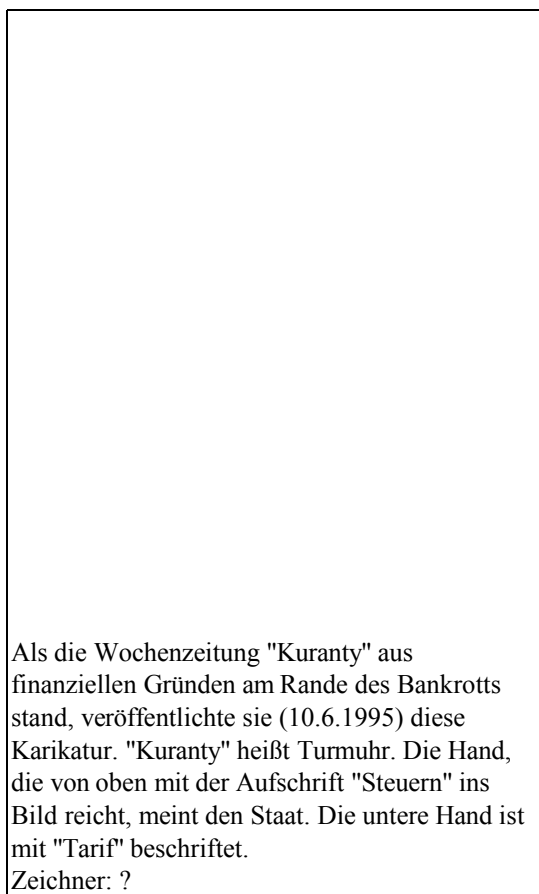 Als die Wochenzeitung "Kuranty" aus
finanziellen Gründen am Rande des Bankrotts
stand, veröffentlichte sie (10.6.1995) diese
Karikatur. "Kuranty" heißt Turmuhr. Die Hand,
die von oben mit der Aufschrift "Steuern" ins
Bild reicht, meint den Staat. Die untere Hand ist
mit "Tarif" beschriftet.
Zeichner: ?